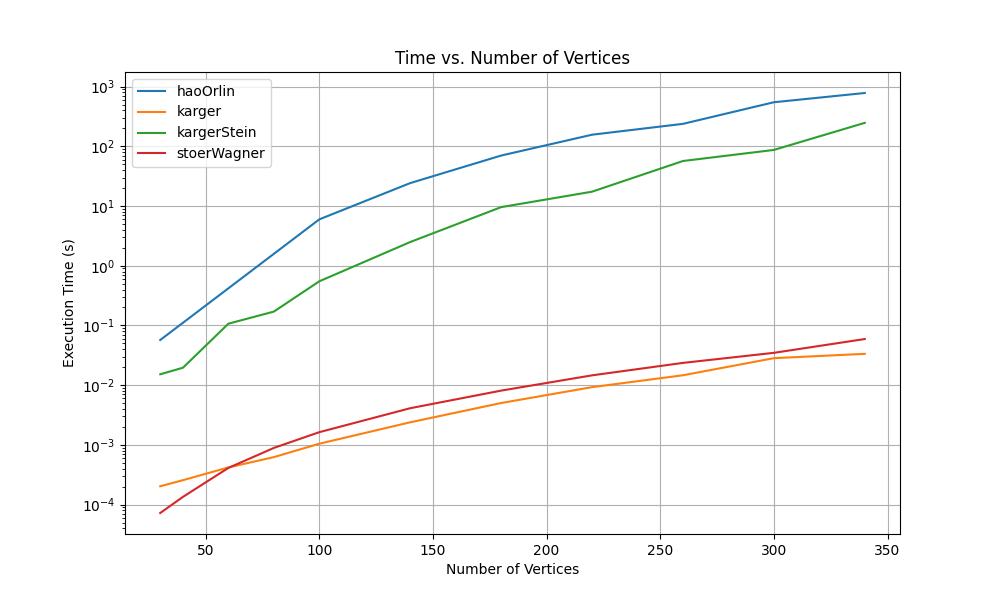 Time vs. Number of Vertices
haoOrlin
karger
kargerStein
stoerWagner
Execution Time (s)
10³
10²
10¹
10⁰
10⁻¹
10⁻²
10⁻³
10⁻⁴
50 100 150 200 250 300 350
Number of Vertices